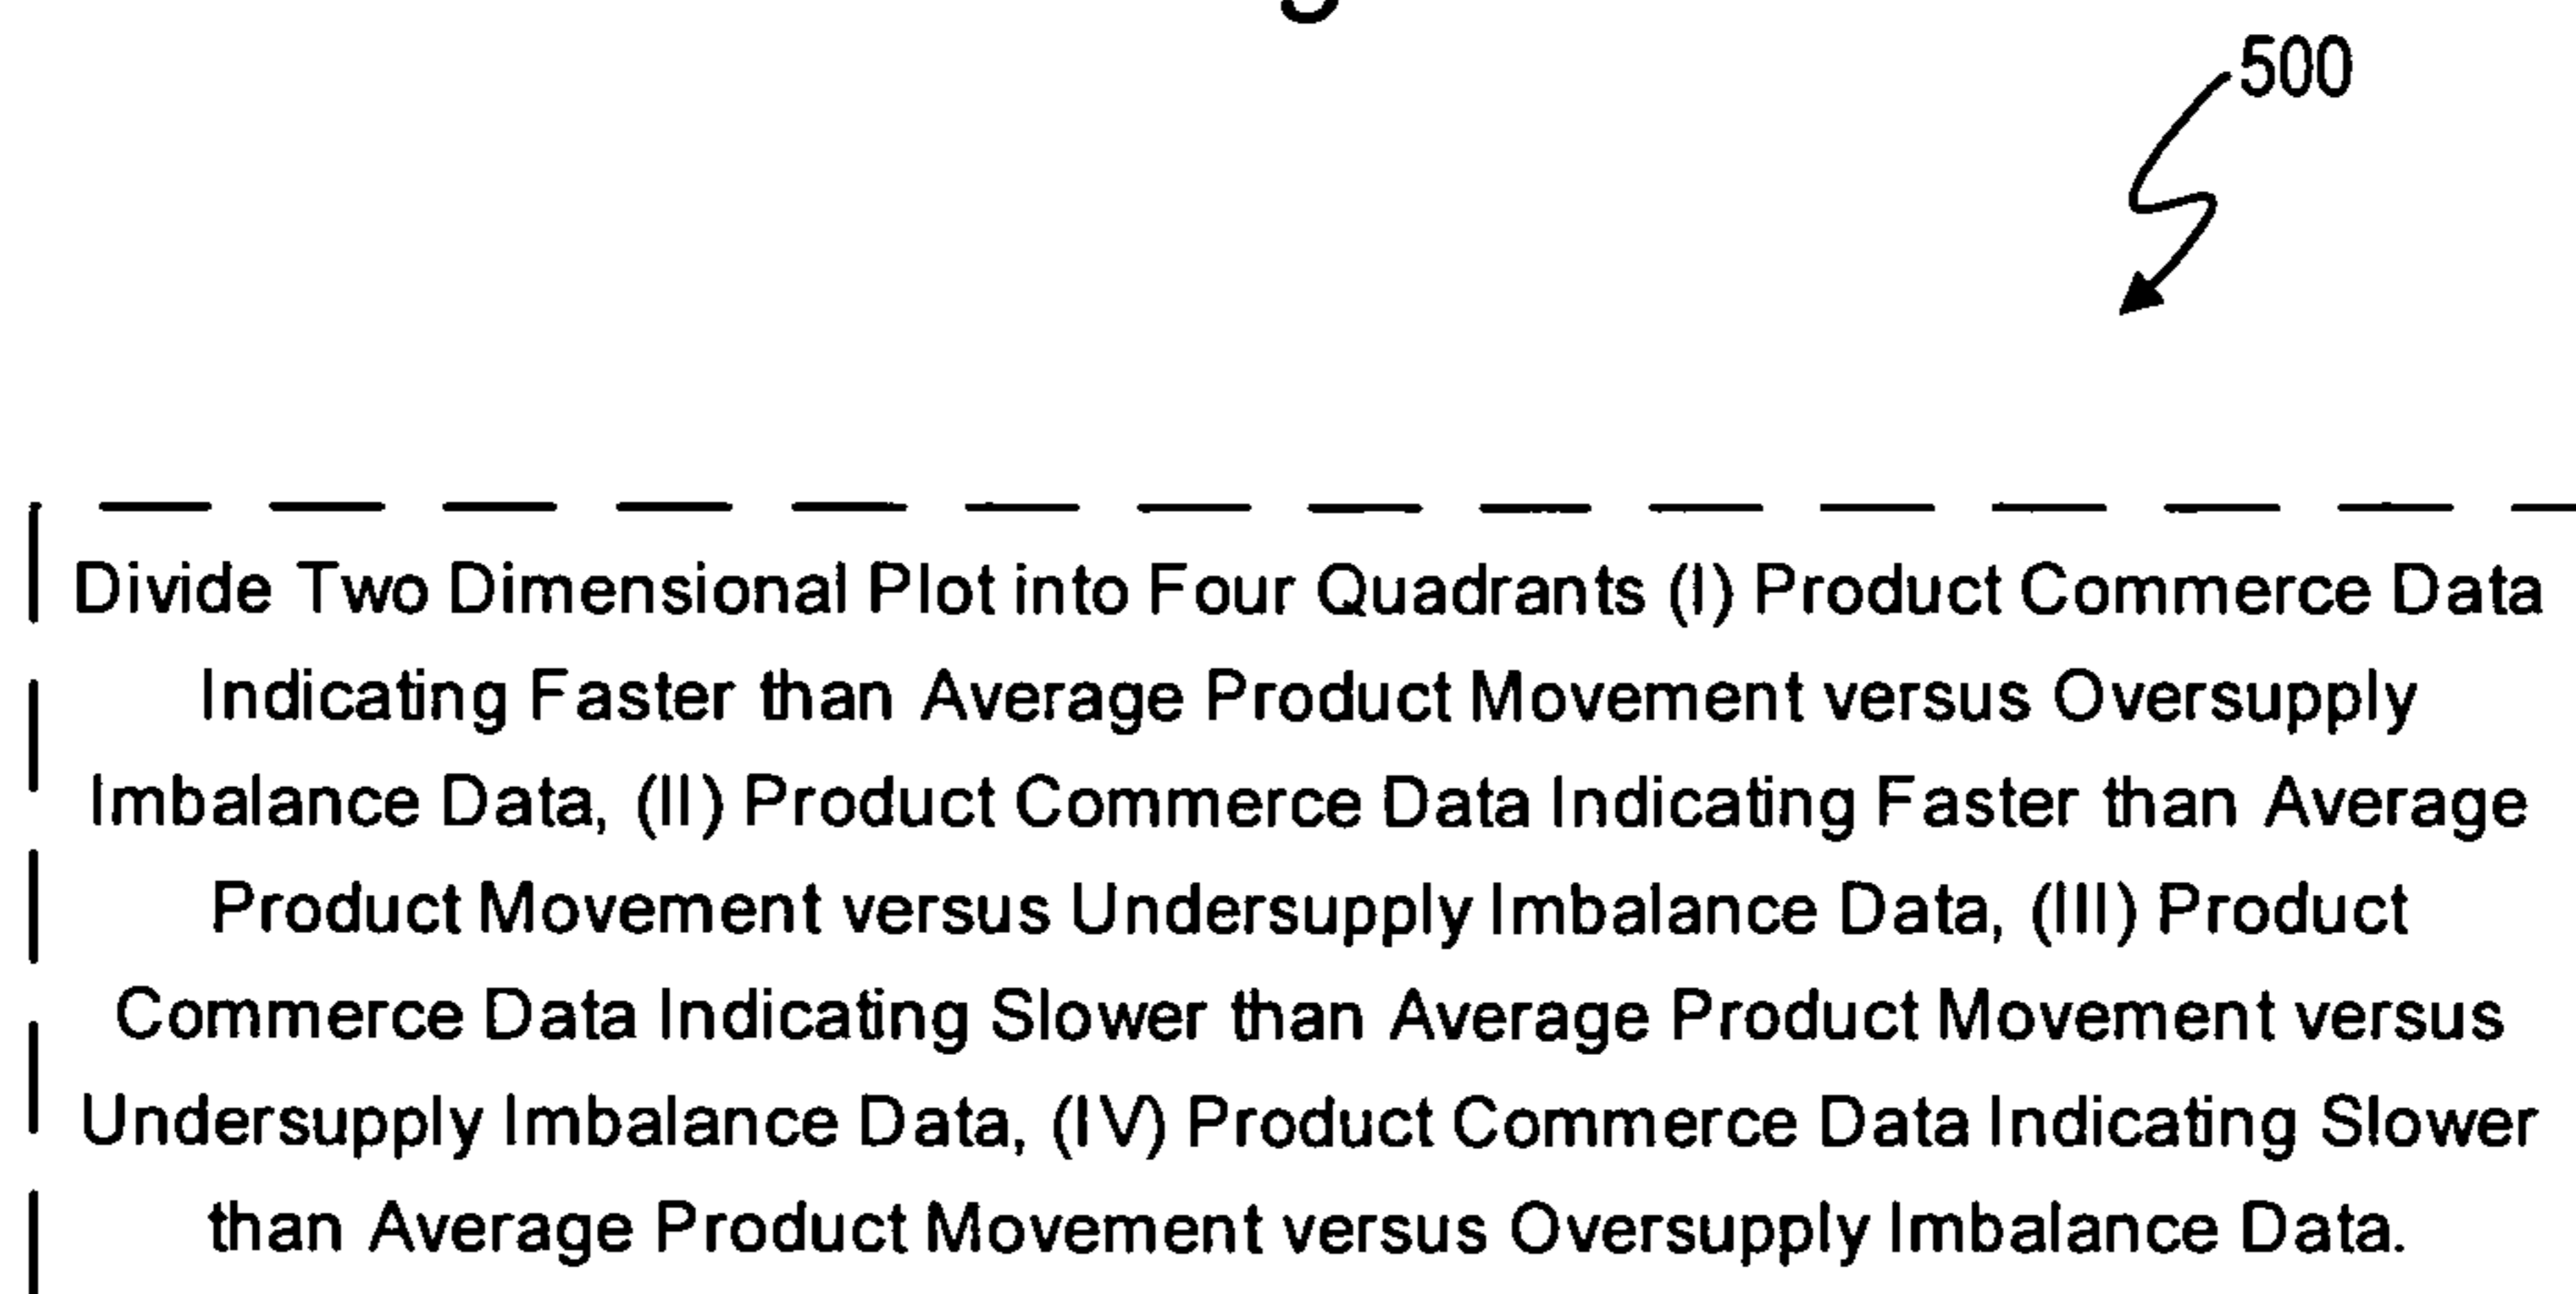 500
Divide Two Dimensional Plot into Four Quadrants (I) Product Commerce Data
Indicating Faster than Average Product Movement versus Oversupply
Imbalance Data, (II) Product Commerce Data Indicating Faster than Average
Product Movement versus Undersupply Imbalance Data, (III) Product
Commerce Data Indicating Slower than Average Product Movement versus
Undersupply Imbalance Data, (IV) Product Commerce Data Indicating Slower
than Average Product Movement versus Oversupply Imbalance Data.